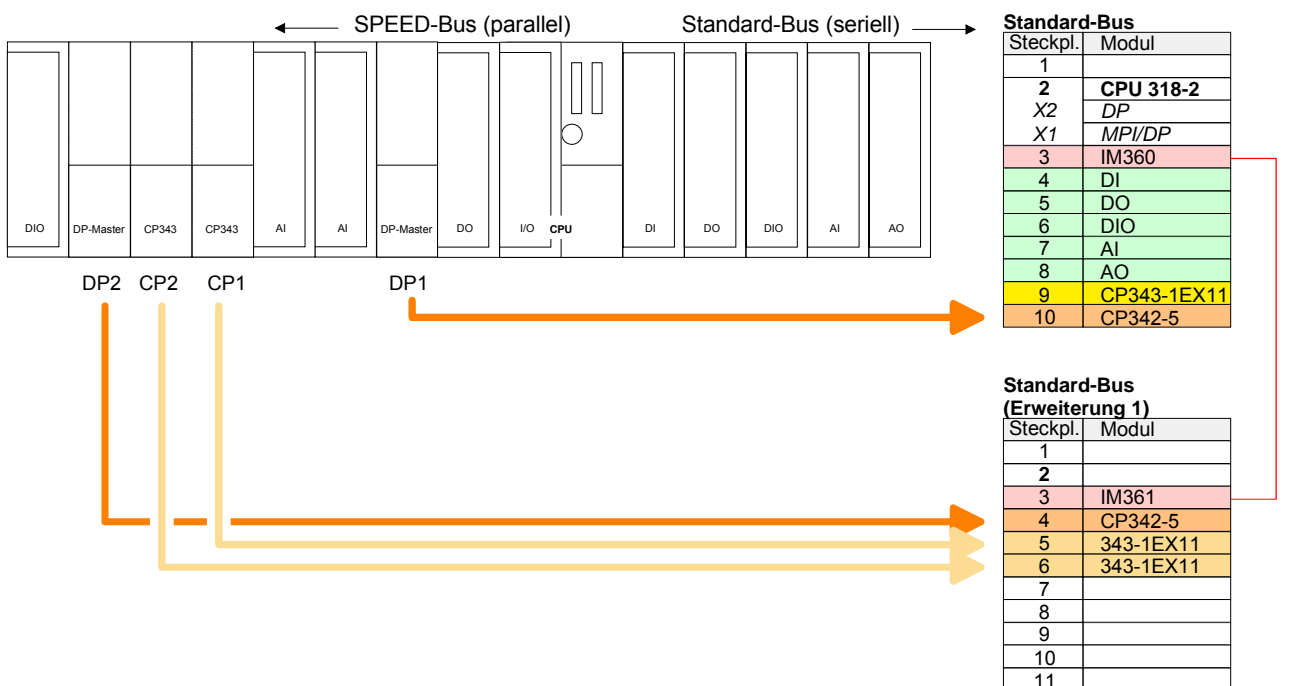 SPEED-Bus (parallel) Standard-Bus (seriell)
DIO DP-Master CP343 CP343 AI AI DP-Master DO I/O CPU DI DO DIO AI AO
DP2 CP2 CP1 DP1
Standard-Bus
Steckpl. Modul
1
2 CPU 318-2
X2 DP
X1 MPI/DP
3 IM360
4 DI
5 DO
6 DIO
7 AI
8 AO
9 CP343-1EX11
10 CP342-5
Standard-Bus
(Erweiterung 1)
Steckpl. Modul
1
2
3 IM361
4 CP342-5
5 343-1EX11
6 343-1EX11
7
8
9
10
11